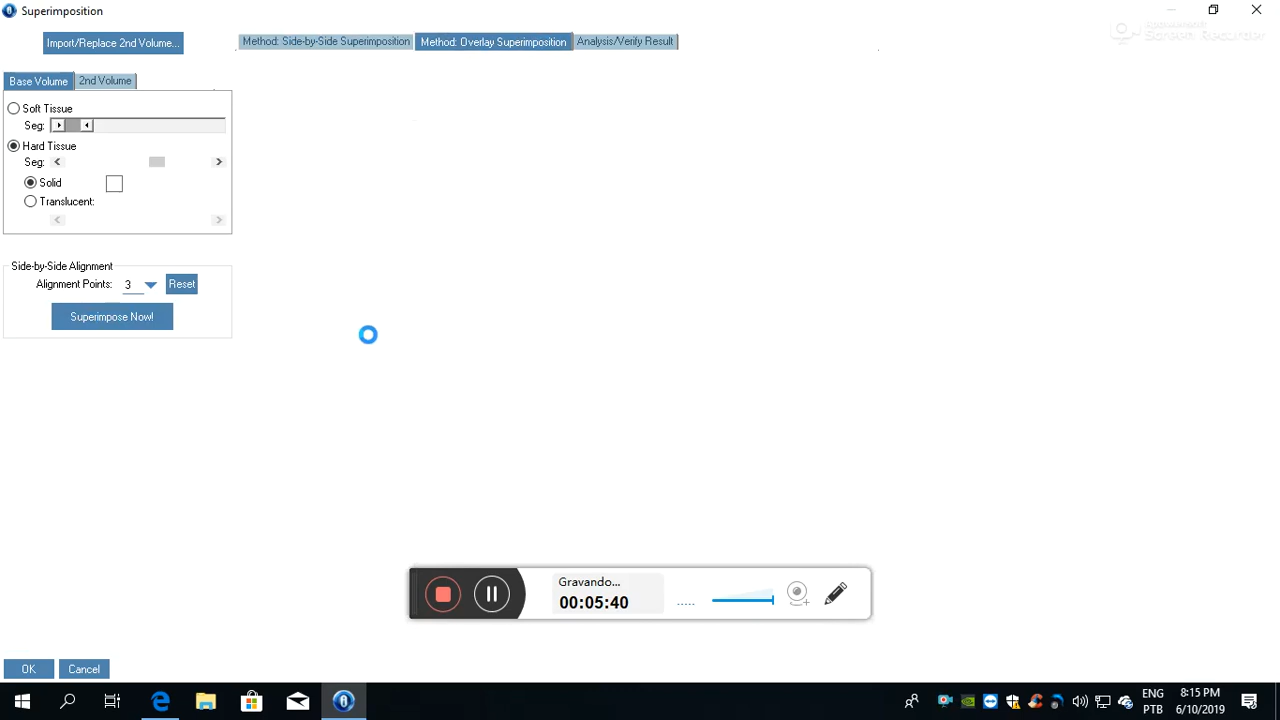 Superimposition
Import/Replace 2nd Volume...
Method: Side-by-Side Superimposition
Method: Overlay Superimposition
Analysis/Verify Result
Screen Recorder
Base Volume
2nd Volume
Soft Tissue
Seg:
Hard Tissue
Seg:
Solid
Translucent:
Side-by-Side Alignment
Alignment Points: 3
Reset
Superimpose Now!
Gravando...
00:05:40
OK
Cancel
ENG
PTB
8:15 PM
6/10/2019